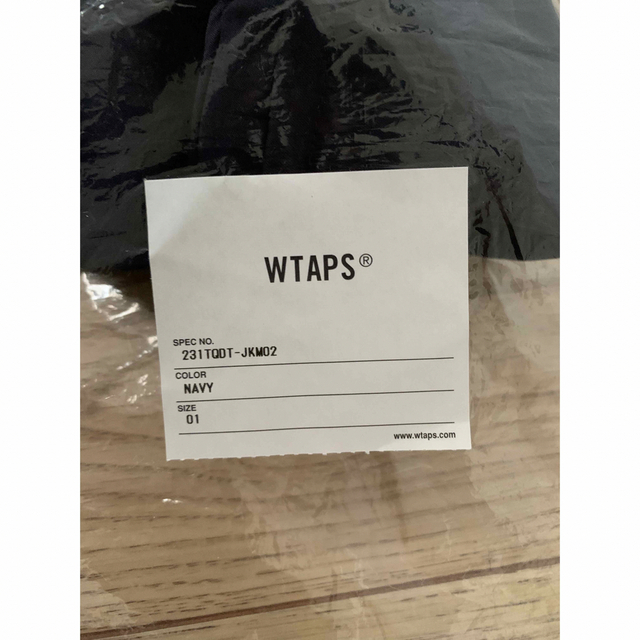 WTAPS®
SPEC NO.
231TQDT-JKM02
COLOR
NAVY
SIZE
01
www.wtaps.com